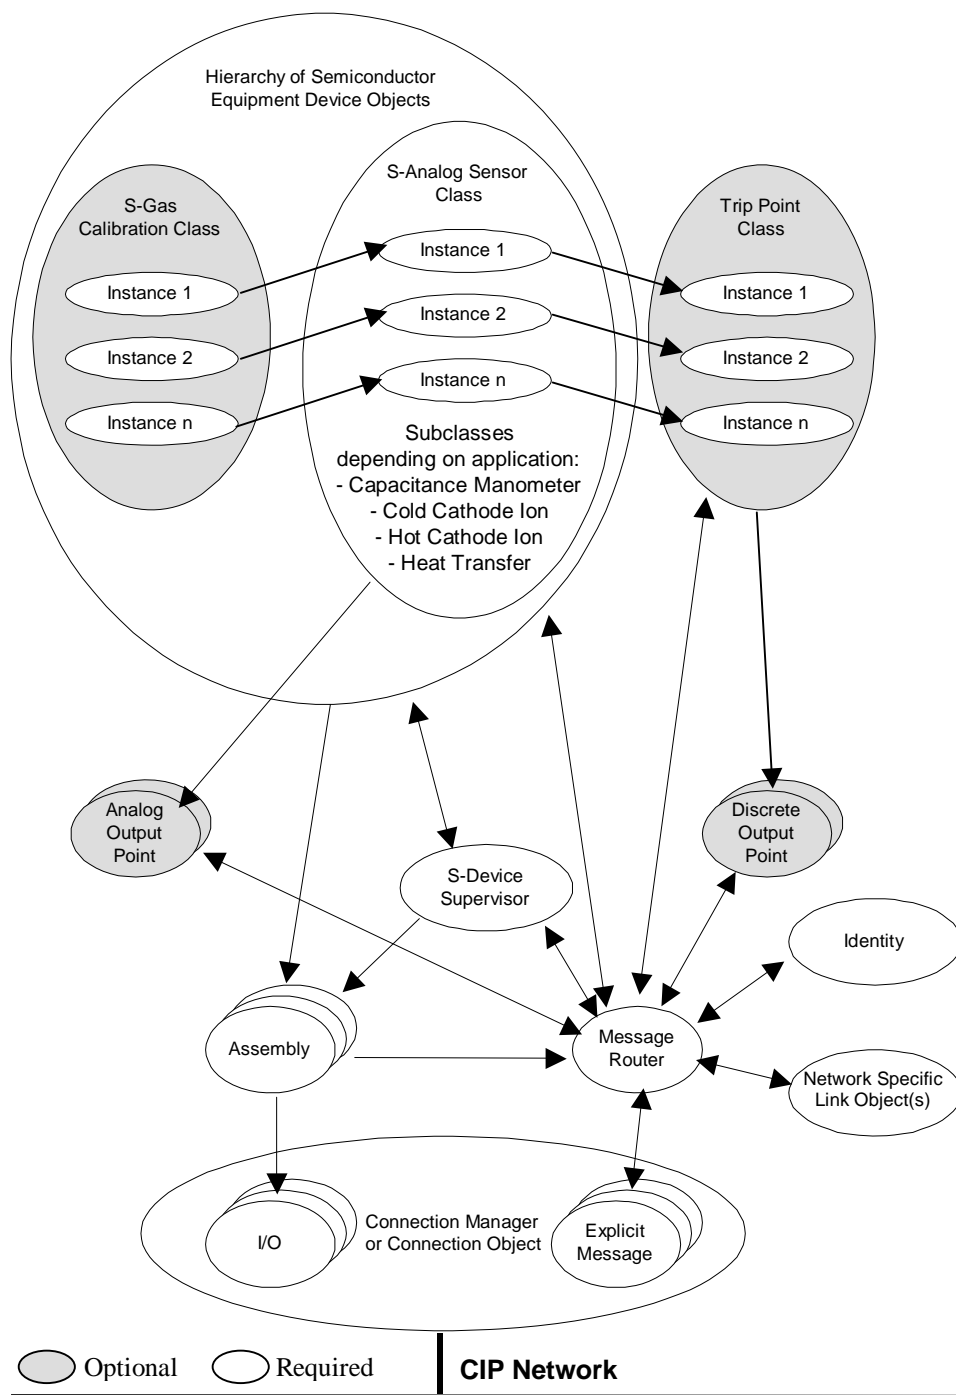 Hierarchy of Semiconductor
Equipment Device Objects
S-Analog Sensor
Class
S-Gas
Calibration Class
Trip Point
Class
Instance 1
Instance 2
Instance n
Instance 1
Instance 2
Instance n
Instance 1
Instance 2
Instance n
Subclasses
depending on application:
- Capacitance Manometer
- Cold Cathode Ion
- Hot Cathode Ion
- Heat Transfer
Analog
Output
Point
Discrete
Output
Point
S-Device
Supervisor
Identity
Assembly
Message
Router
Network Specific
Link Object(s)
I/O
Connection Manager
or Connection Object
Explicit
Message
Optional
Required
CIP Network